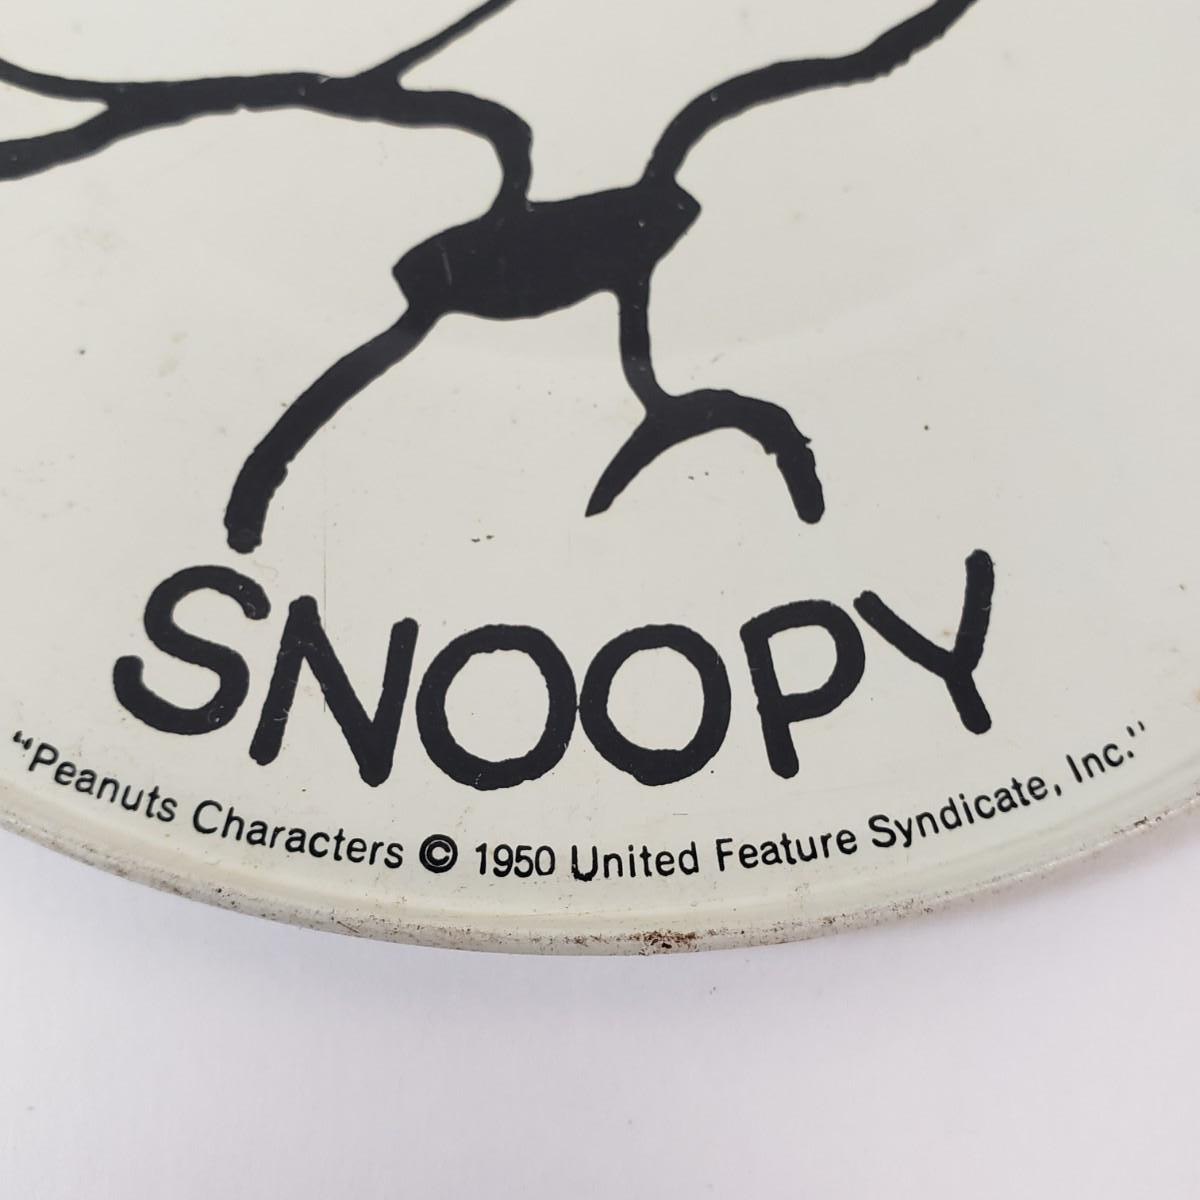 SNOOPY
"Peanuts Characters © 1950 United Feature Syndicate, Inc."